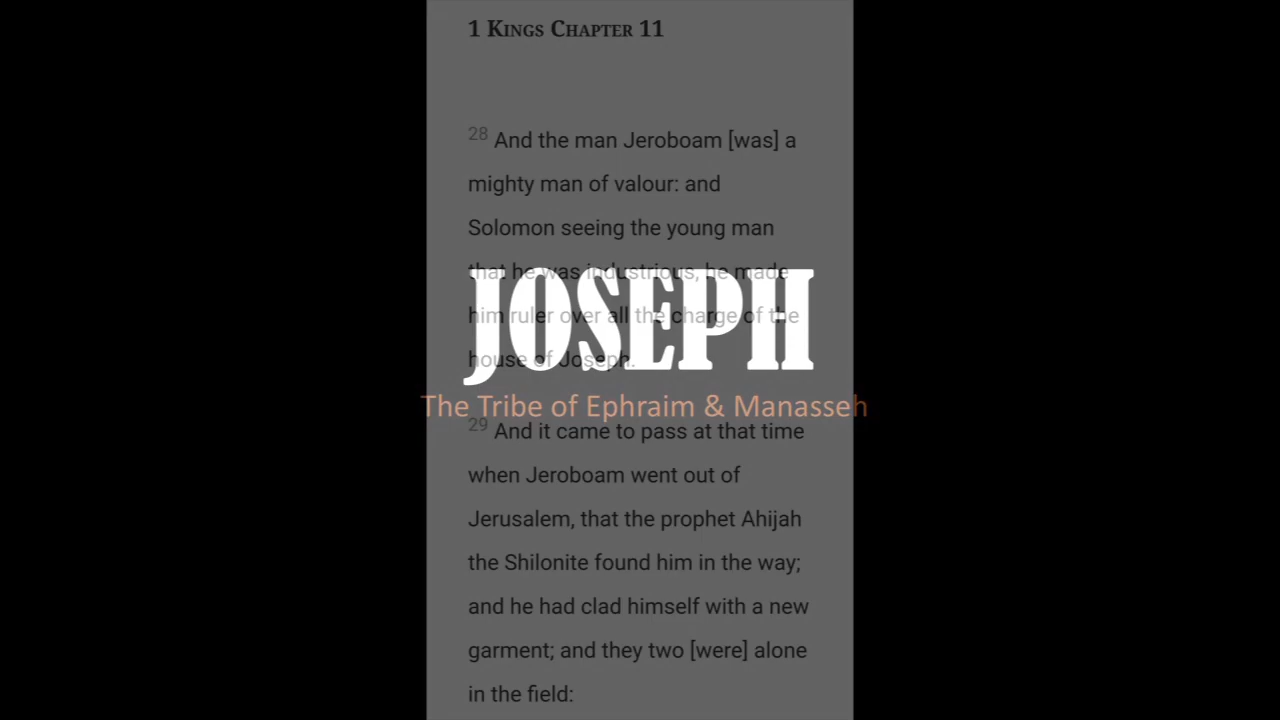 1 Kings Chapter 11
28 And the man Jeroboam [was] a
mighty man of valour: and
Solomon seeing the young man
that he was industrious, he made
him ruler over all the charge of the
house of Joseph.
JOSEPH
The Tribe of Ephraim & Manasseh
29 And it came to pass at that time
when Jeroboam went out of
Jerusalem, that the prophet Ahijah
the Shilonite found him in the way;
and he had clad himself with a new
garment; and they two [were] alone
in the field: